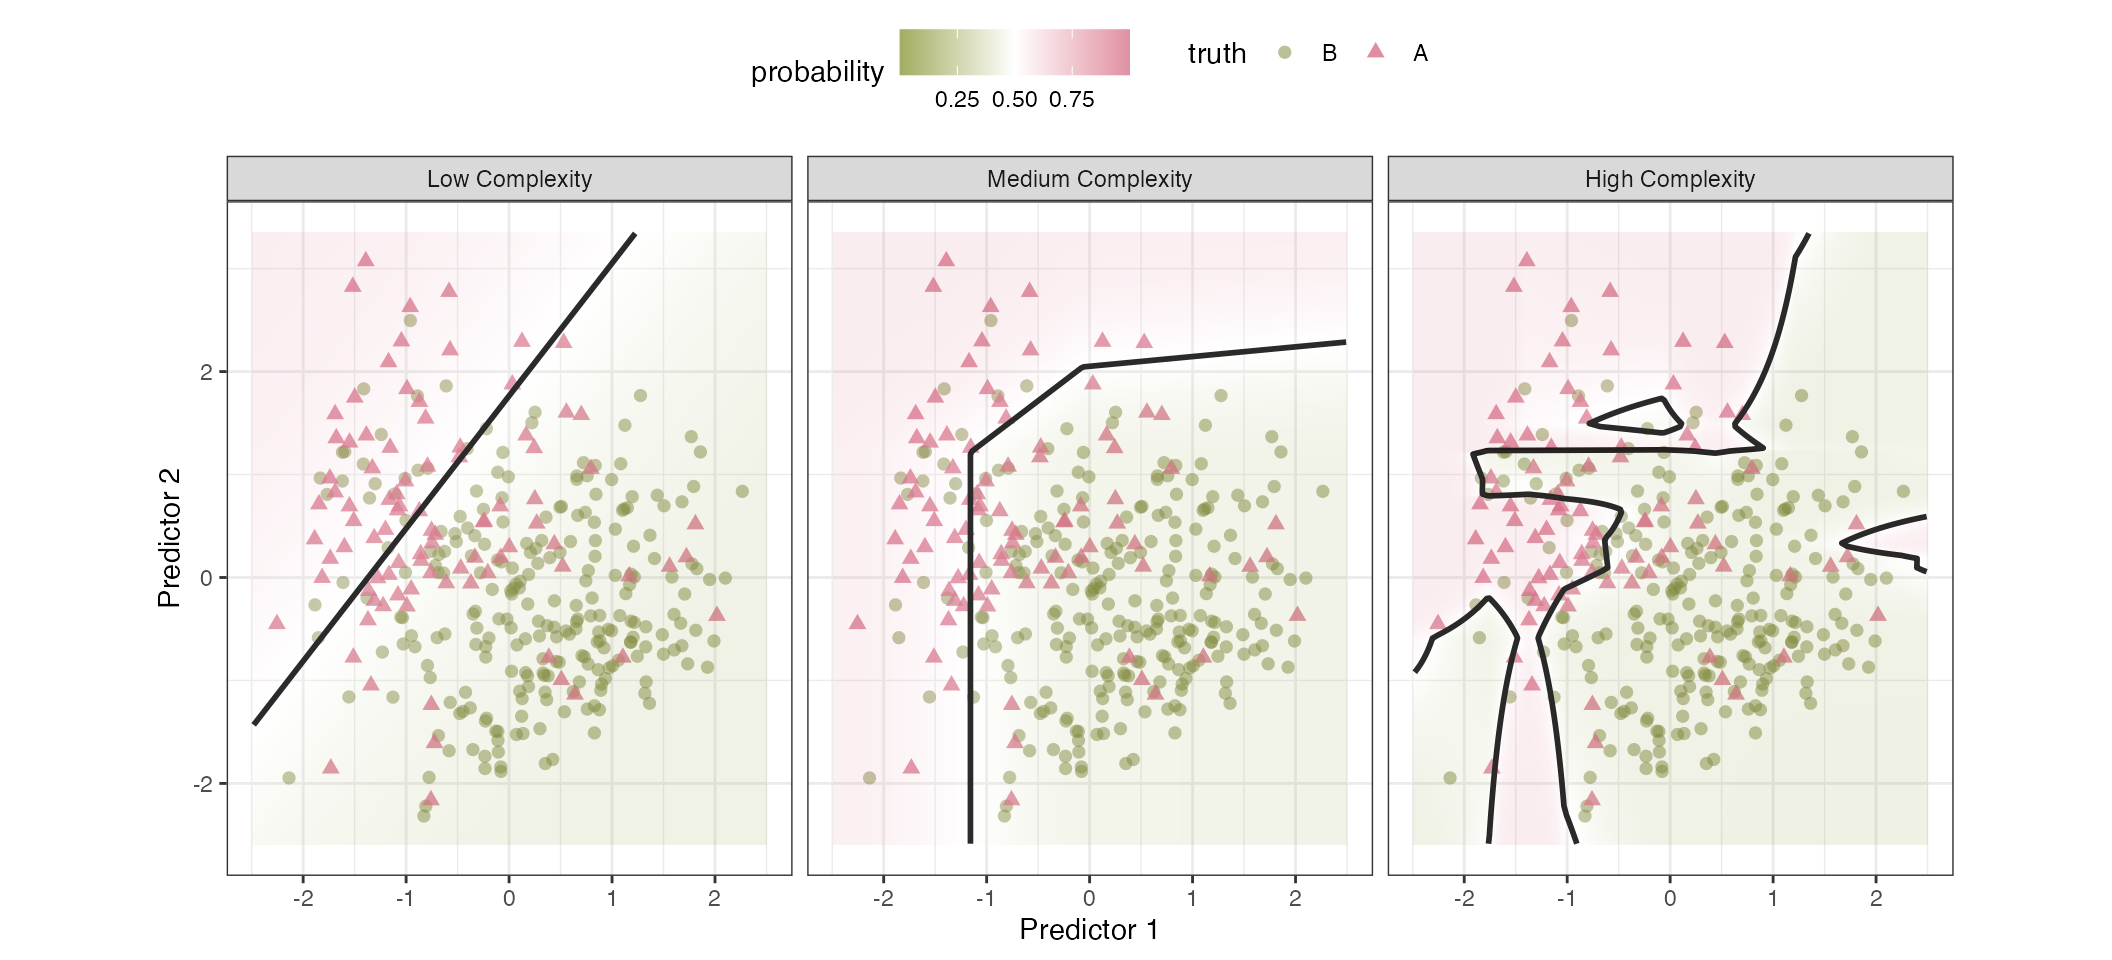 probability
0.25 0.50 0.75
truth B A
Low Complexity
Medium Complexity
High Complexity
Predictor 2
2
0
-2
-2 -1 0 1 2
-2 -1 0 1 2
-2 -1 0 1 2
Predictor 1